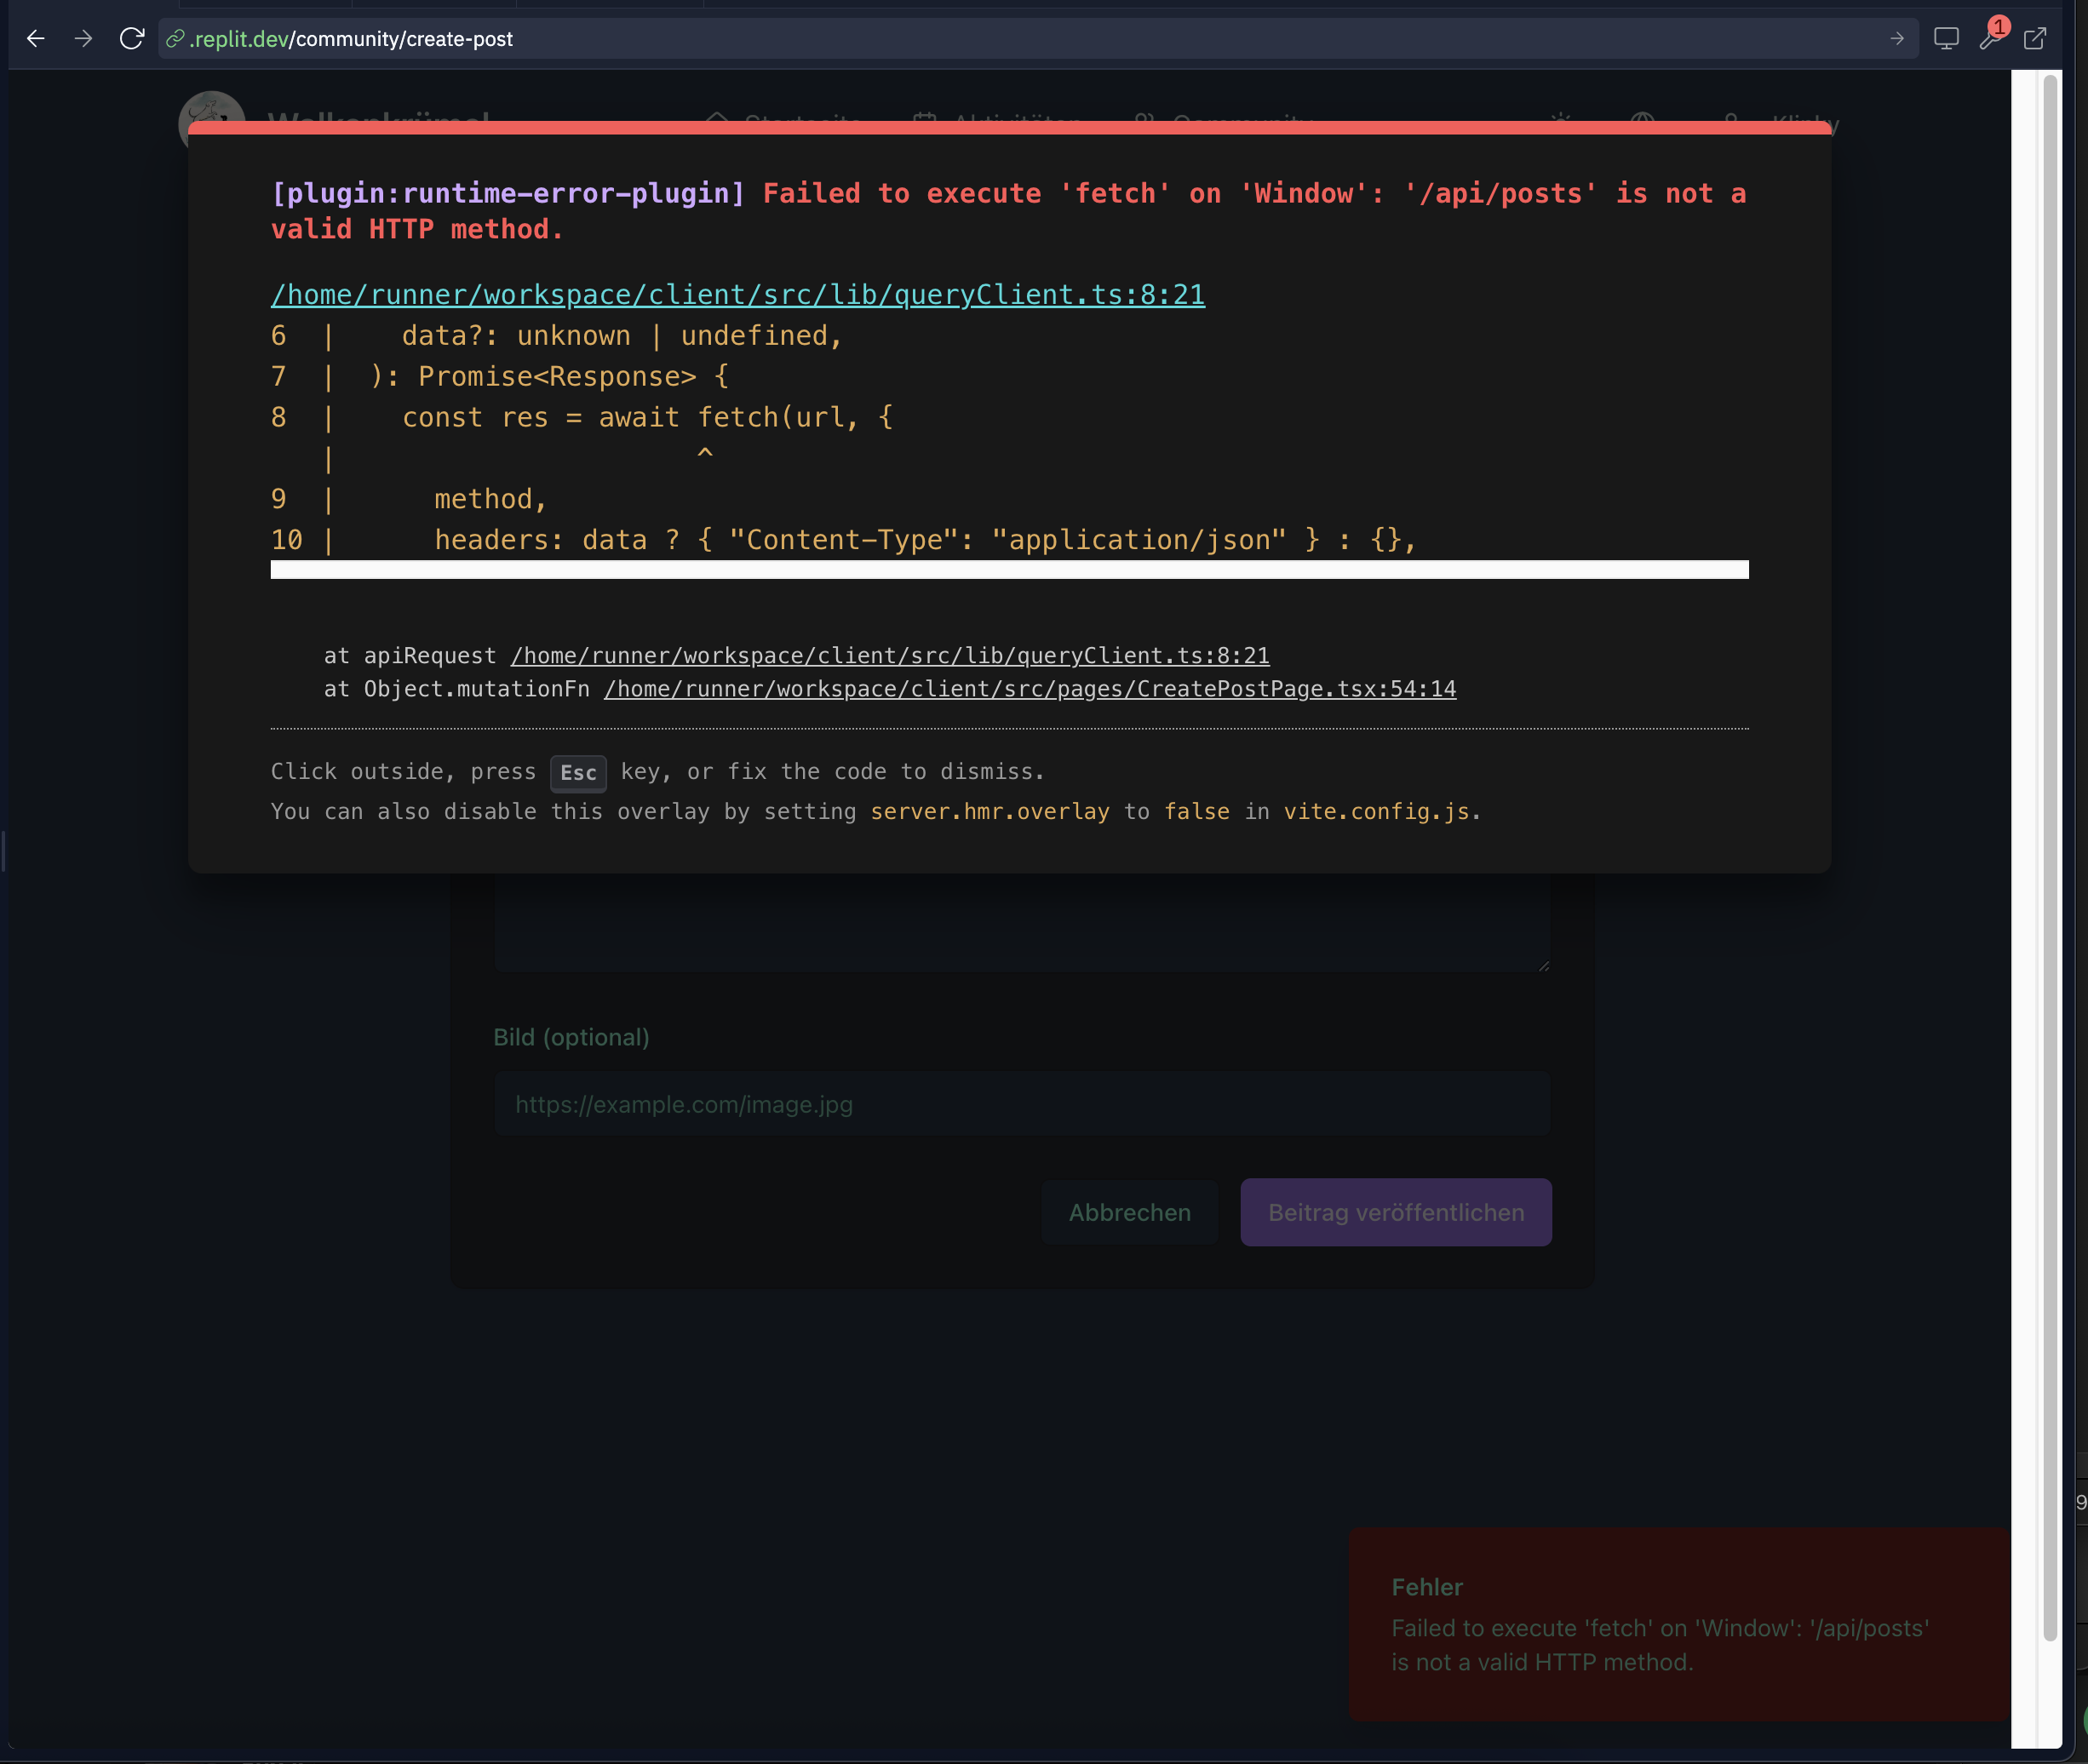 .replit.dev/community/create-post
1
Wolkenkrümel Startseite Aktivitäten Community Klinky
[plugin:runtime-error-plugin] Failed to execute 'fetch' on 'Window': '/api/posts' is not a
valid HTTP method.
/home/runner/workspace/client/src/lib/queryClient.ts:8:21
6 | data?: unknown | undefined,
7 | ): Promise<Response> {
8 | const res = await fetch(url, {
| ^
9 | method,
10 | headers: data ? { "Content-Type": "application/json" } : {},
at apiRequest /home/runner/workspace/client/src/lib/queryClient.ts:8:21
at Object.mutationFn /home/runner/workspace/client/src/pages/CreatePostPage.tsx:54:14
Click outside, press Esc key, or fix the code to dismiss.
You can also disable this overlay by setting server.hmr.overlay to false in vite.config.js.
Bild (optional)
https://example.com/image.jpg
Abbrechen
Beitrag veröffentlichen
9
Fehler
Failed to execute 'fetch' on 'Window': '/api/posts'
is not a valid HTTP method.